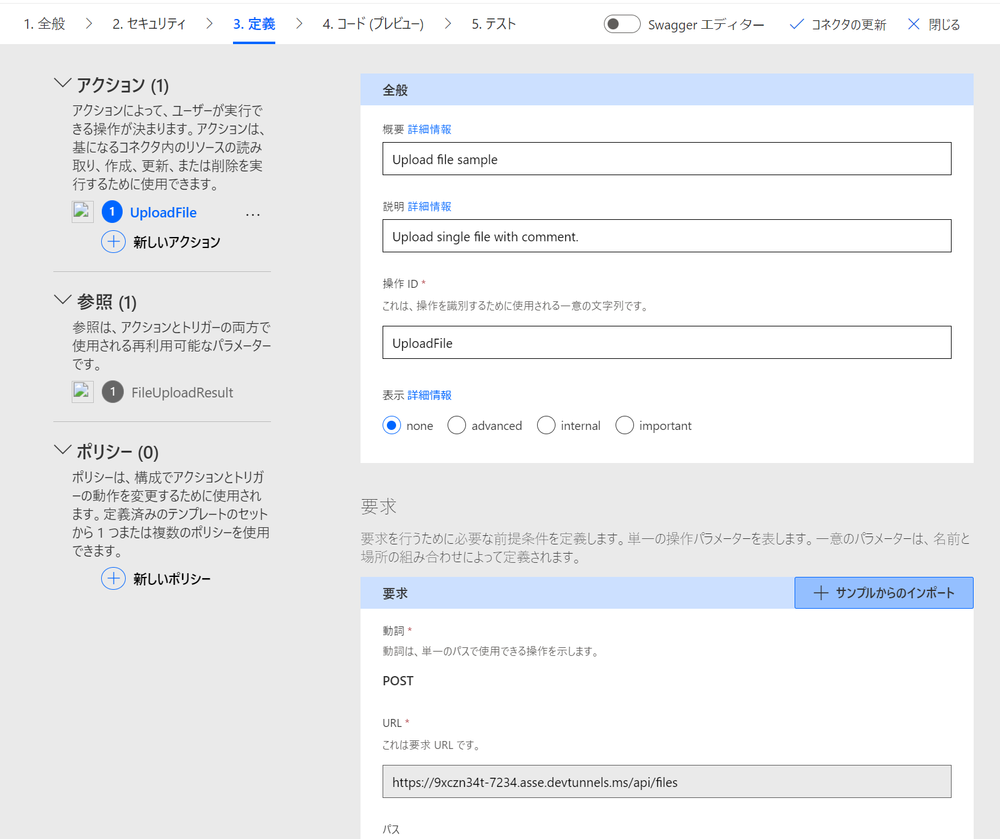 1. 全般
2. セキュリティ
3. 定義
4. コード (プレビュー)
5. テスト
Swagger エディター
コネクタの更新
閉じる
アクション (1)
アクションによって、ユーザーが実行で
きる操作が決まります。アクションは、
基になるコネクタ内のリソースの読み
取り、作成、更新、または削除を実
行するために使用できます。
1 UploadFile ...
新しいアクション
参照 (1)
参照は、アクションとトリガーの両方で
使用される再利用可能なパラメーター
です。
1 FileUploadResult
ポリシー (0)
ポリシーは、構成でアクションとトリガ
ーの動作を変更するために使用され
ます。定義済みのテンプレートのセット
から 1 つまたは複数のポリシーを使用
できます。
新しいポリシー
全般
概要 詳細情報
Upload file sample
説明 詳細情報
Upload single file with comment.
操作 ID *
これは、操作を識別するために使用される一意の文字列です。
UploadFile
表示 詳細情報
none advanced internal important
要求
要求を行うために必要な前提条件を定義します。単一の操作パラメーターを表します。一意のパラメーターは、名前と
場所の組み合わせによって定義されます。
要求
サンプルからのインポート
動詞 *
動詞は、単一のパスで使用できる操作を示します。
POST
URL *
これは要求 URL です。
https://9xczn34t-7234.asse.devtunnels.ms/api/files
パス